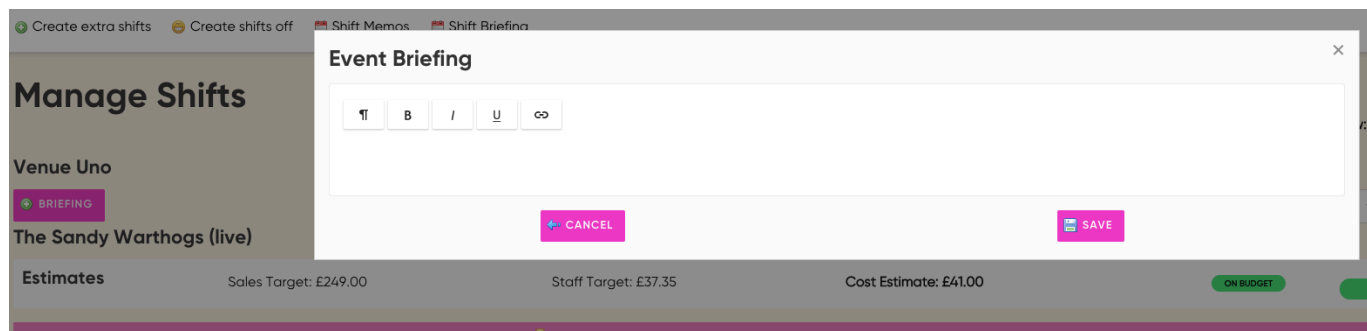 Create extra shifts Create shifts off Shift Memos Shift Briefing
Event Briefing ×
Manage Shifts
¶ B I U
Venue Uno
BRIEFING
CANCEL SAVE
The Sandy Warthogs (live)
Estimates Sales Target: £249.00 Staff Target: £37.35 Cost Estimate: £41.00 ON BUDGET